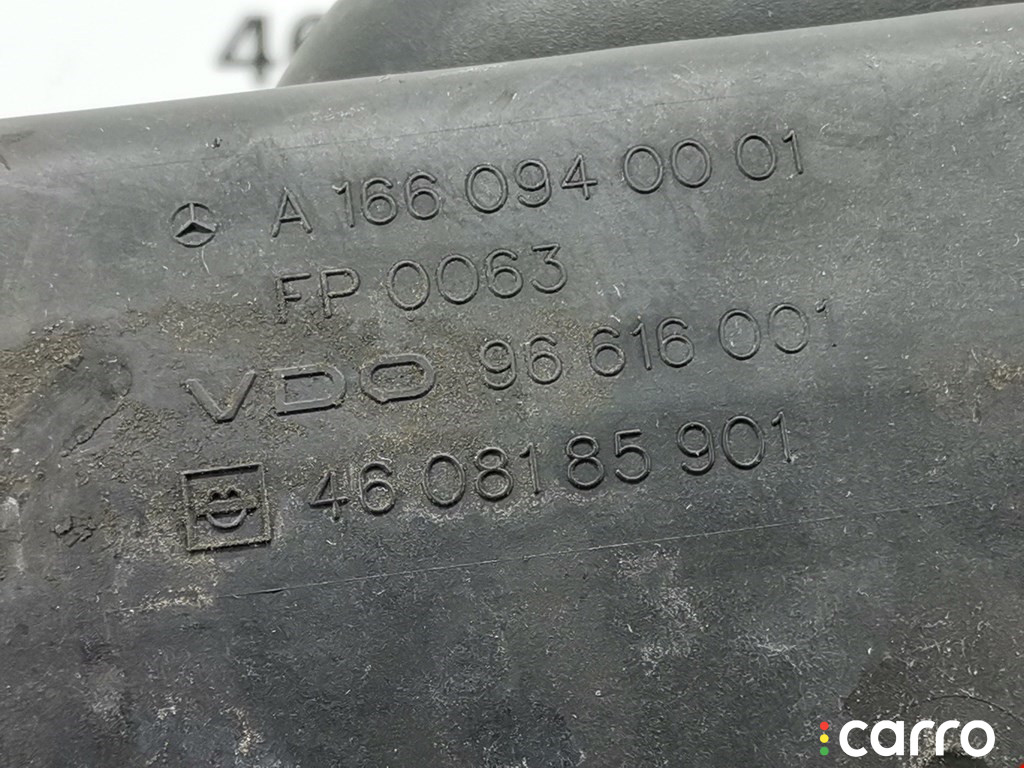 A 166 094 00 01
FP 0063
VDO 96 616 001
46 081 85 901
carro